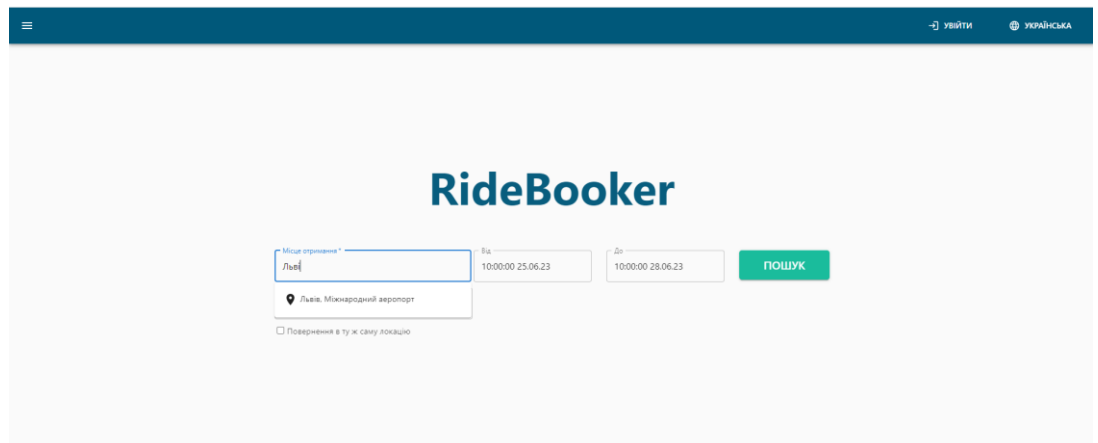 УВІЙТИ
УКРАЇНСЬКА
RideBooker
Місце отримання *
Льві
Від
10:00:00 25.06.23
До
10:00:00 28.06.23
ПОШУК
Львів, Міжнародний аеропорт
Повернення в ту ж саму локацію